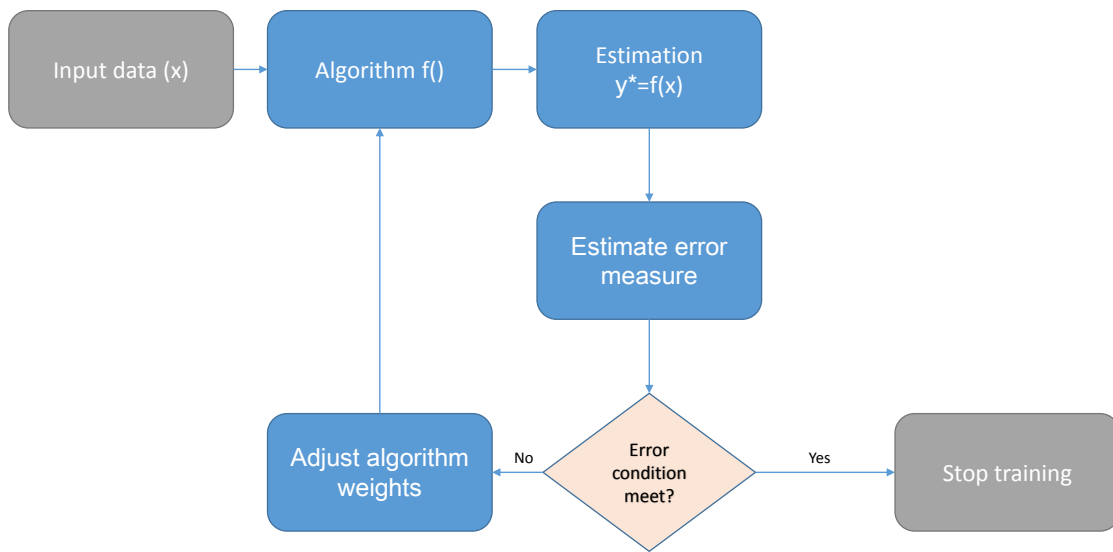 Input data (x)
Algorithm f()
Estimation
y*=f(x)
Estimate error
measure
Error
condition
meet?
No
Yes
Adjust algorithm
weights
Stop training